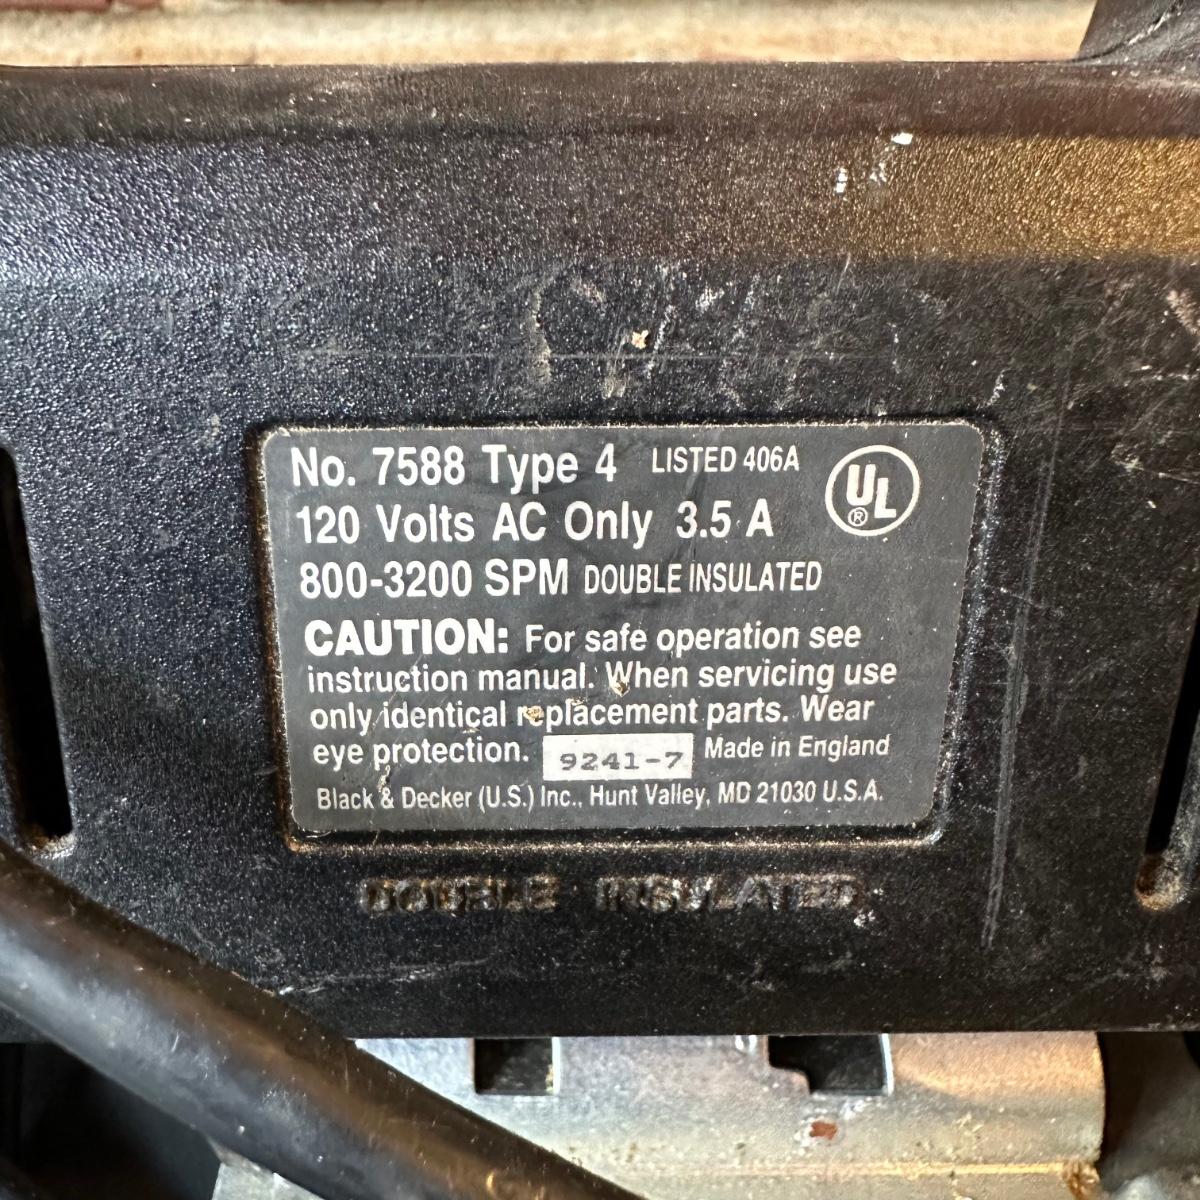 No. 7588 Type 4 LISTED 406A UL ®
120 Volts AC Only 3.5 A
800-3200 SPM DOUBLE INSULATED
CAUTION: For safe operation see
instruction manual. When servicing use
only identical replacement parts. Wear
eye protection. 9241-7 Made in England
Black & Decker (U.S.) Inc., Hunt Valley, MD 21030 U.S.A.
DOUBLE INSULATED